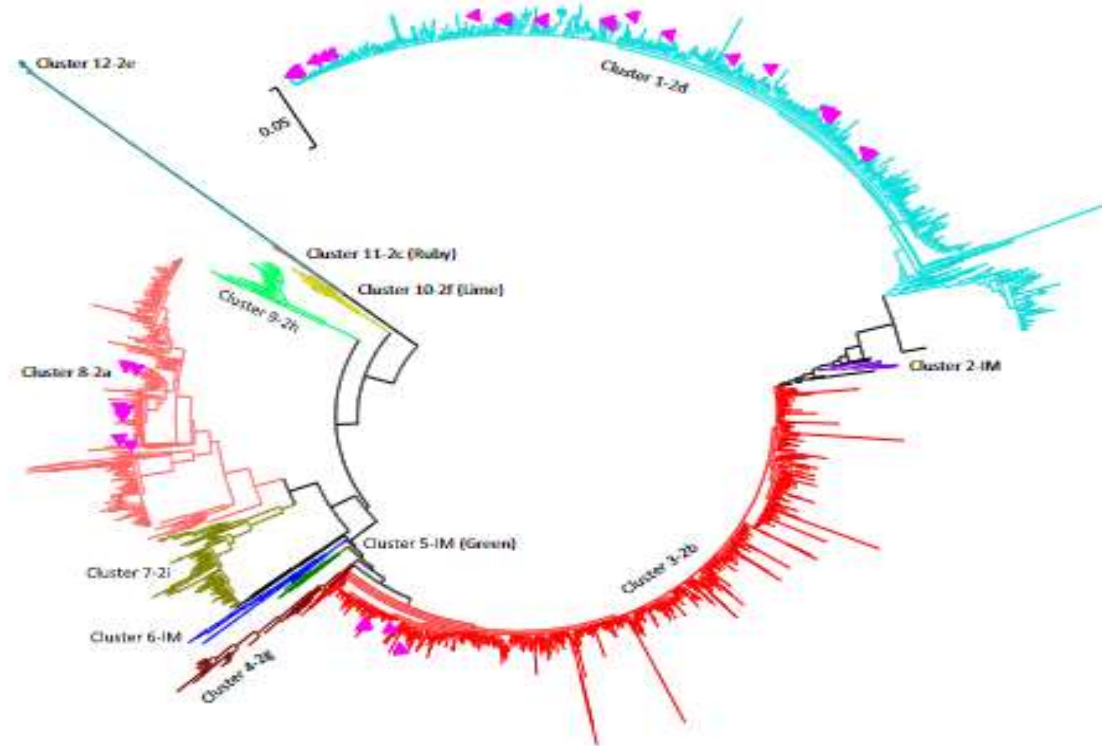 Cluster 12-2e
0.05
Cluster 1-2d
Cluster 11-2c (Ruby)
Cluster 10-2f (Lime)
Cluster 9-2h
Cluster 8-2a
Cluster 2-IM
Cluster 3-2b
Cluster 5-IM (Green)
Cluster 7-2i
Cluster 6-IM
Cluster 4-2g